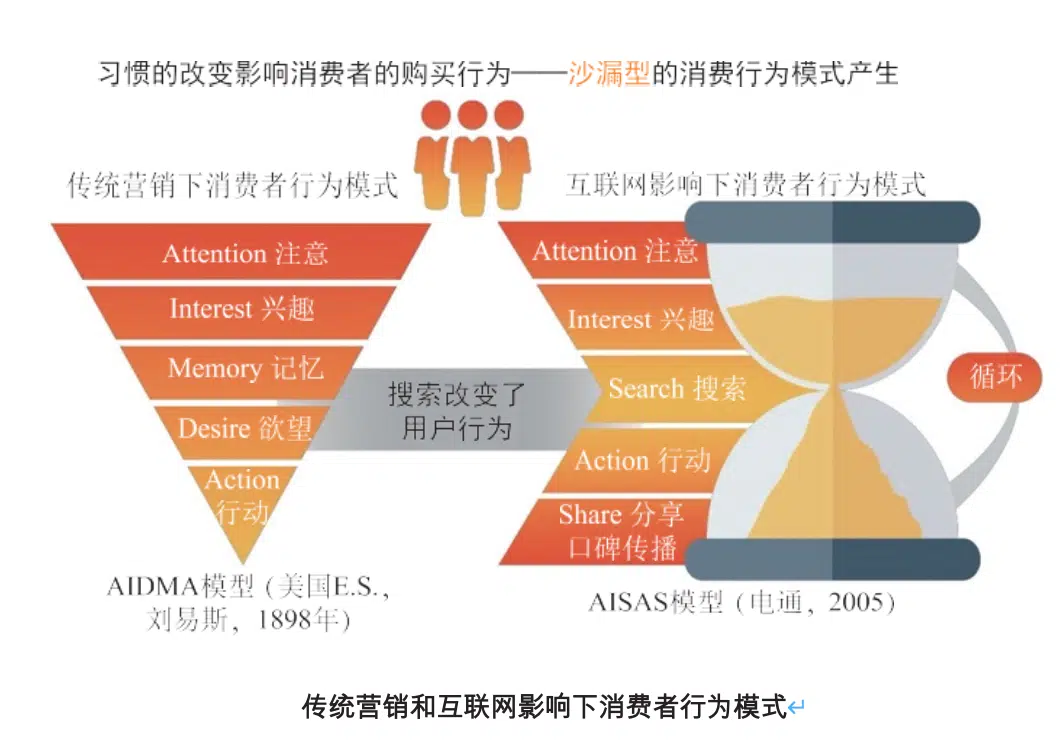 习惯的改变影响消费者的购买行为——沙漏型的消费行为模式产生
传统营销下消费者行为模式
互联网影响下消费者行为模式
Attention 注意
Interest 兴趣
Memory 记忆
Desire 欲望
Action
行动
搜索改变了
用户行为
Attention 注意
Interest 兴趣
Search 搜索
Action 行动
Share 分享
口碑传播
循环
AIDMA模型 (美国E.S.,
刘易斯, 1898年)
AISAS模型 (电通, 2005)
传统营销和互联网影响下消费者行为模式↵